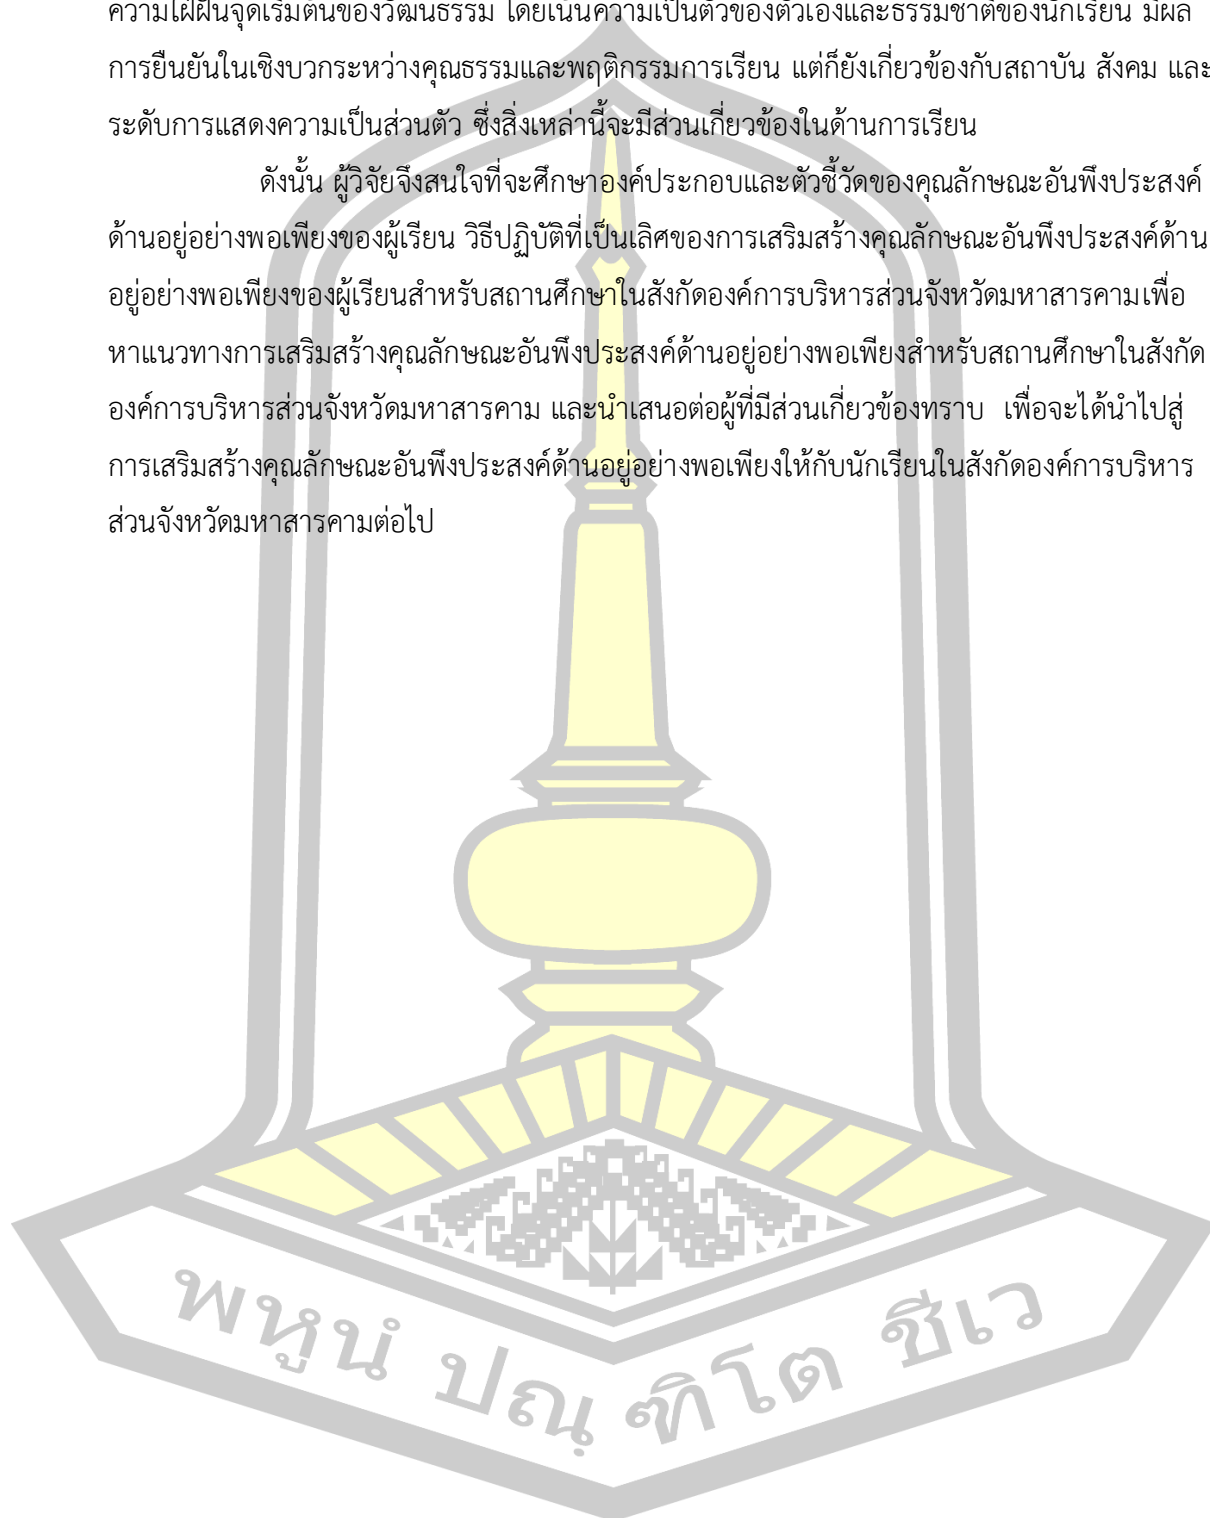 ความใฝ่ฝันจุดเริ่มต้นของวัฒนธรรม โดยเน้นความเป็นตัวของตัวเองและธรรมชาติของนักเรียน มีผล
การยืนยันในเชิงบวกระหว่างคุณธรรมและพฤติกรรมการเรียน แต่ก็ยังเกี่ยวข้องกับสถาบัน สังคม และ
ระดับการแสดงความเป็นส่วนตัว ซึ่งสิ่งเหล่านี้จะมีส่วนเกี่ยวข้องในด้านการเรียน
ดังนั้น ผู้วิจัยจึงสนใจที่จะศึกษาองค์ประกอบและตัวชี้วัดของคุณลักษณะอันพึงประสงค์
ด้านอยู่อย่างพอเพียงของผู้เรียน วิธีปฏิบัติที่เป็นเลิศของการเสริมสร้างคุณลักษณะอันพึงประสงค์ด้าน
อยู่อย่างพอเพียงของผู้เรียนสำหรับสถานศึกษาในสังกัดองค์การบริหารส่วนจังหวัดมหาสารคามเพื่อ
หาแนวทางการเสริมสร้างคุณลักษณะอันพึงประสงค์ด้านอยู่อย่างพอเพียงสำหรับสถานศึกษาในสังกัด
องค์การบริหารส่วนจังหวัดมหาสารคาม และนำเสนอต่อผู้ที่มีส่วนเกี่ยวข้องทราบ เพื่อจะได้นำไปสู่
การเสริมสร้างคุณลักษณะอันพึงประสงค์ด้านอยู่อย่างพอเพียงให้กับนักเรียนในสังกัดองค์การบริหาร
ส่วนจังหวัดมหาสารคามต่อไป
พหูนํ ปณฺฑิโต ชีเว